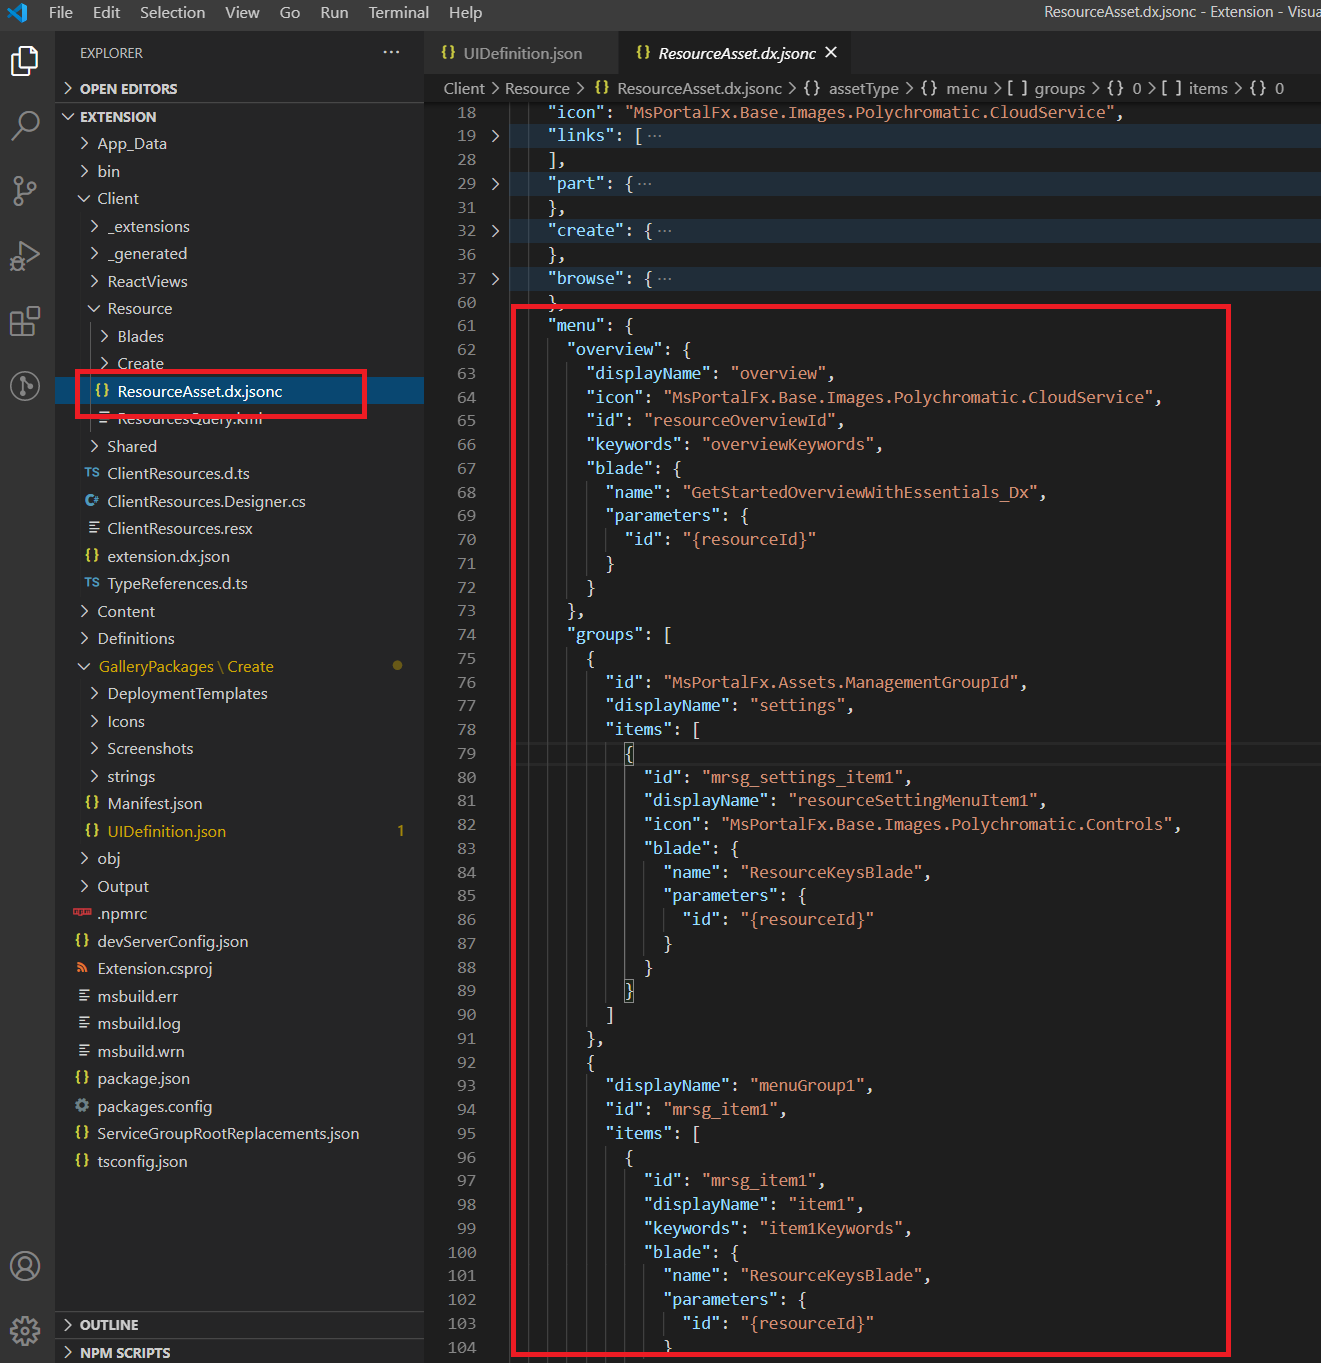 File Edit Selection View Go Run Terminal Help
ResourceAsset.dx.jsonc - Extension - Visua
EXPLORER
OPEN EDITORS
EXTENSION
App_Data
bin
Client
_extensions
_generated
ReactViews
Resource
Blades
Create
{} ResourceAsset.dx.jsonc
ResourcesQuery.kml
Shared
TS ClientResources.d.ts
ClientResources.Designer.cs
ClientResources.resx
{} extension.dx.json
TS TypeReferences.d.ts
Content
Definitions
GalleryPackages \ Create
DeploymentTemplates
Icons
Screenshots
strings
{} Manifest.json
{} UIDefinition.json 1
obj
Output
.npmrc
{} devServerConfig.json
Extension.csproj
msbuild.err
msbuild.log
msbuild.wrn
{} package.json
packages.config
{} ServiceGroupRootReplacements.json
{} tsconfig.json
OUTLINE
NPM SCRIPTS
{} UIDefinition.json
{} ResourceAsset.dx.jsonc
Client > Resource > {} ResourceAsset.dx.jsonc > {} assetType > {} menu > [ ] groups > {} 0 > [ ] items > {} 0
18 "icon": "MsPortalFx.Base.Images.Polychromatic.CloudService",
19 "links": [ ...
28 ],
29 "part": { ...
31 },
32 "create": { ...
36 },
37 "browse": { ...
60 },
61 "menu": {
62 "overview": {
63 "displayName": "overview",
64 "icon": "MsPortalFx.Base.Images.Polychromatic.CloudService",
65 "id": "resourceOverviewId",
66 "keywords": "overviewKeywords",
67 "blade": {
68 "name": "GetStartedOverviewWithEssentials_Dx",
69 "parameters": {
70 "id": "{resourceId}"
71 }
72 }
73 },
74 "groups": [
75 {
76 "id": "MsPortalFx.Assets.ManagementGroupId",
77 "displayName": "settings",
78 "items": [
79 {
80 "id": "mrsg_settings_item1",
81 "displayName": "resourceSettingMenuItem1",
82 "icon": "MsPortalFx.Base.Images.Polychromatic.Controls",
83 "blade": {
84 "name": "ResourceKeysBlade",
85 "parameters": {
86 "id": "{resourceId}"
87 }
88 }
89 }
90 ]
91 },
92 {
93 "displayName": "menuGroup1",
94 "id": "mrsg_item1",
95 "items": [
96 {
97 "id": "mrsg_item1",
98 "displayName": "item1",
99 "keywords": "item1Keywords",
100 "blade": {
101 "name": "ResourceKeysBlade",
102 "parameters": {
103 "id": "{resourceId}"
104 }